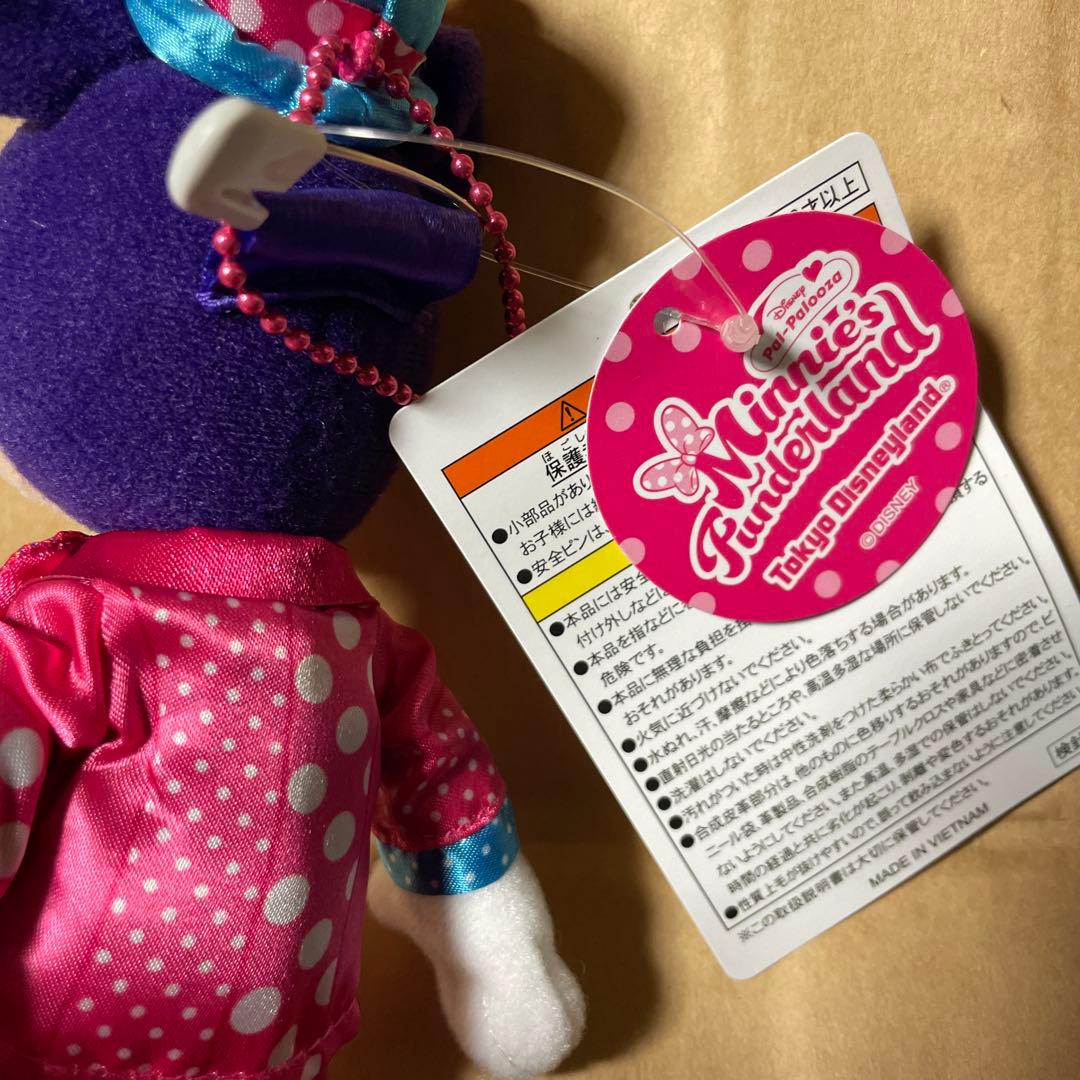 才以上
Disney
Pal-Palooza
Minnie's
Funderland
Tokyo Disneyland®
©DISNEY
ほごし
保護
●小部品があり
お子様には
●安全ピンは、
する
●本品には安全
付け外しなどに
●本品を指などに
危険です。
●本品に無理な負担を
おそれがあります。
●火気に近づけないでください。
●水ぬれ、汗、摩擦などにより色落ちする場合があります。
●直射日光の当たるところや、高温多湿な場所に保管しないでください。
●洗濯はしないでください。
●汚れがついた時は中性洗剤をつけた柔らかい布でふきとってください。
●合成皮革部分は、他のものに色移りするおそれがありますので、ビ
ニール袋、革製品、合成樹脂のテーブルクロスや家具などに密着させ
ないようにしてください。また高温、多湿での保管はしないでください。
時間の経過と共に劣化が起こり、剥離や変色するおそれがあります。
●性質上毛が抜けやすいので、誤って飲み込まないように注意してください。
※この取扱説明書は大切に保管してください。
MADE IN VIETNAM
検針